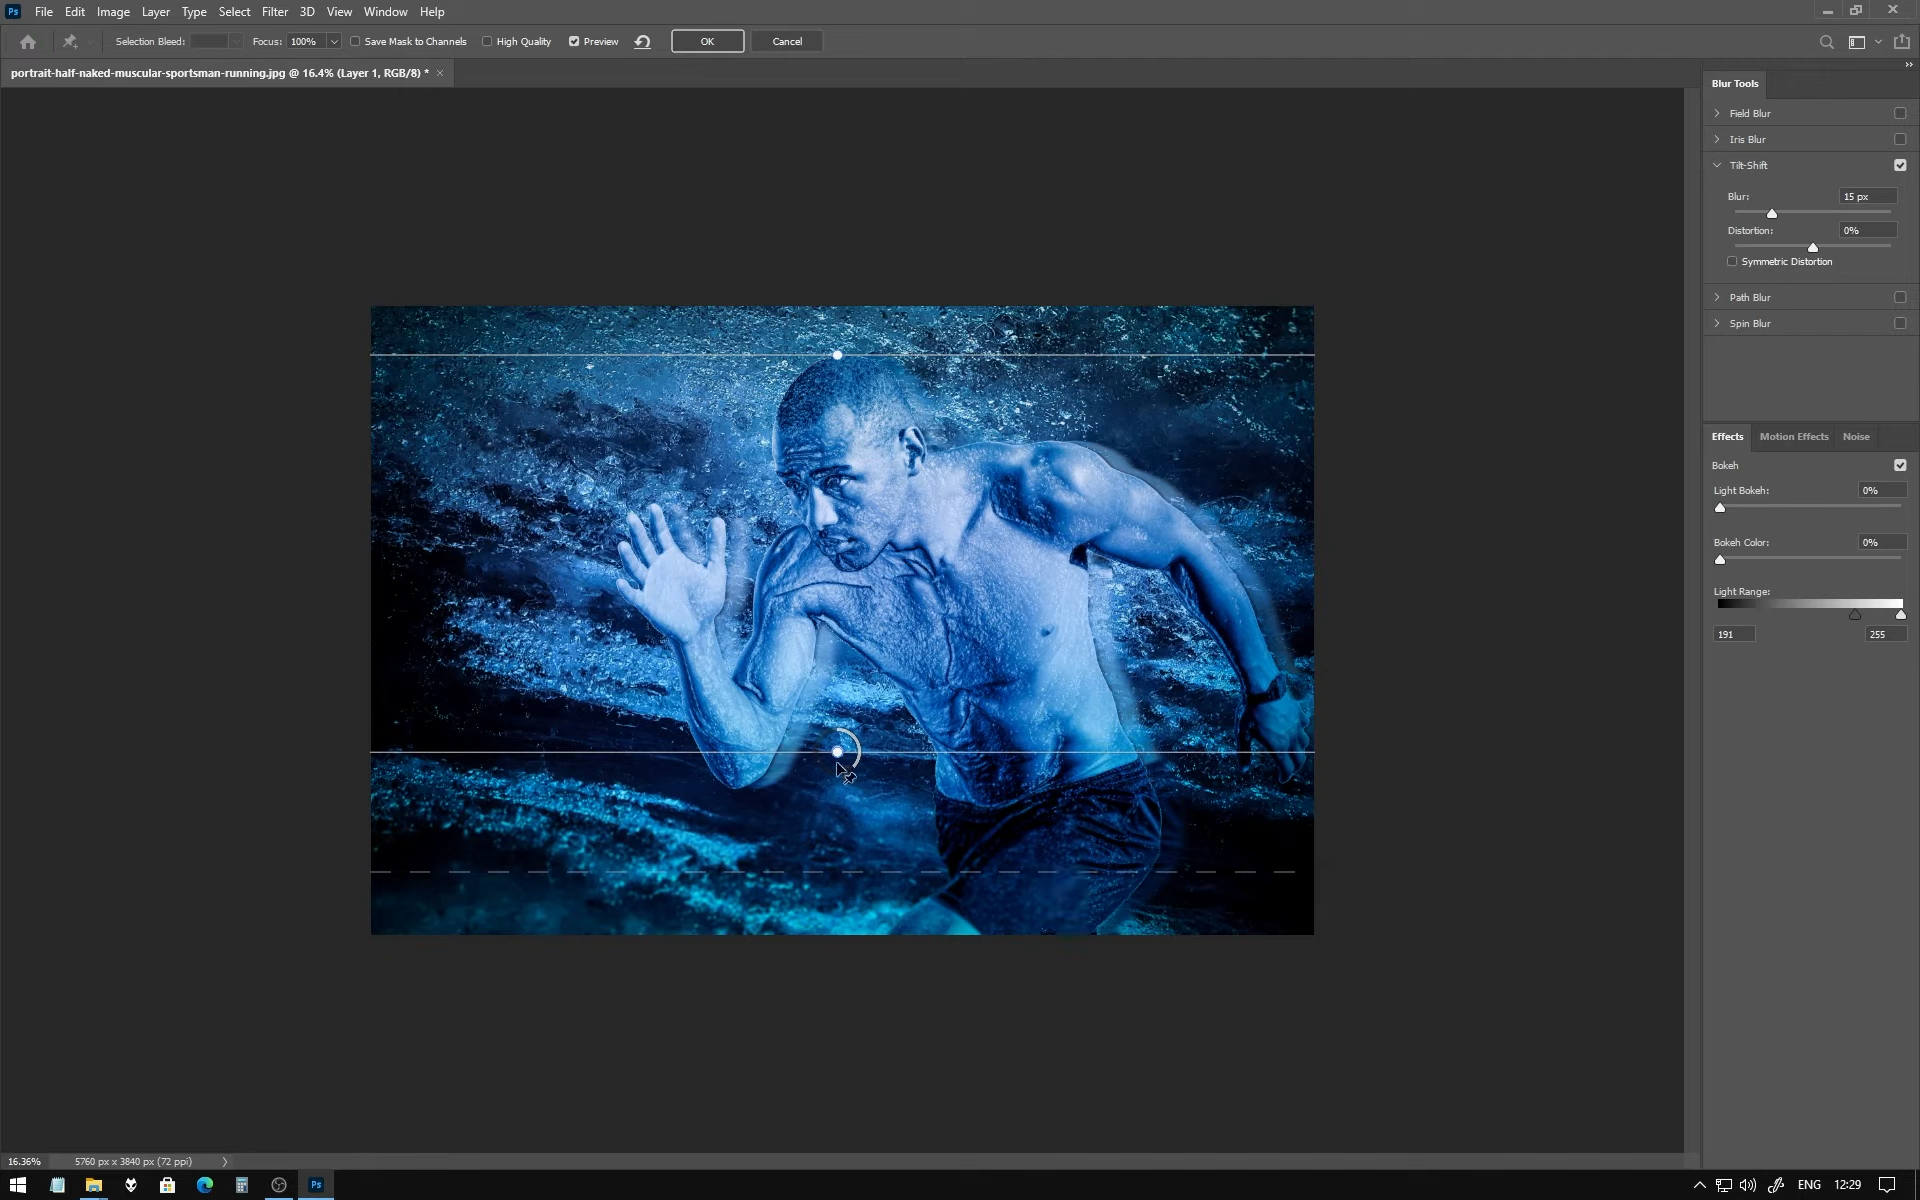 Ps File Edit Image Layer Type Select Filter 3D View Window Help
Selection Bleed: Focus: 100% Save Mask to Channels High Quality Preview OK Cancel
portrait-half-naked-muscular-sportsman-running.jpg @ 16.4% (Layer 1, RGB/8) * ×
Blur Tools
Field Blur
Iris Blur
Tilt-Shift
Blur: 15 px
Distortion: 0%
Symmetric Distortion
Path Blur
Spin Blur
Effects Motion Effects Noise
Bokeh
Light Bokeh: 0%
Bokeh Color: 0%
Light Range:
191 255
16.36% 5760 px x 3840 px (72 ppi)
Ps ENG 12:29